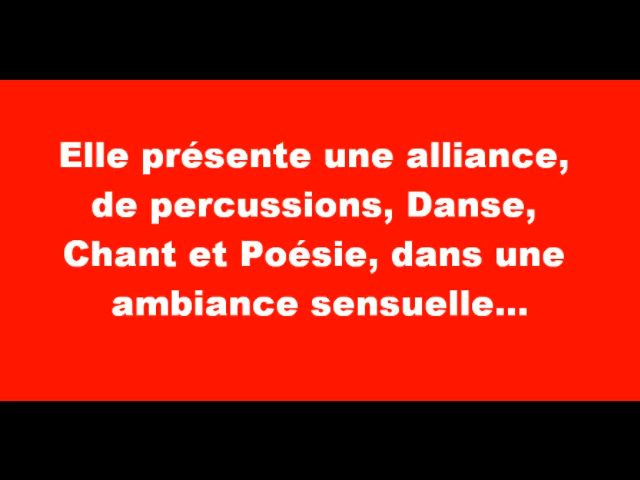 Elle présente une alliance,
de percussions, Danse,
Chant et Poésie, dans une
ambiance sensuelle...